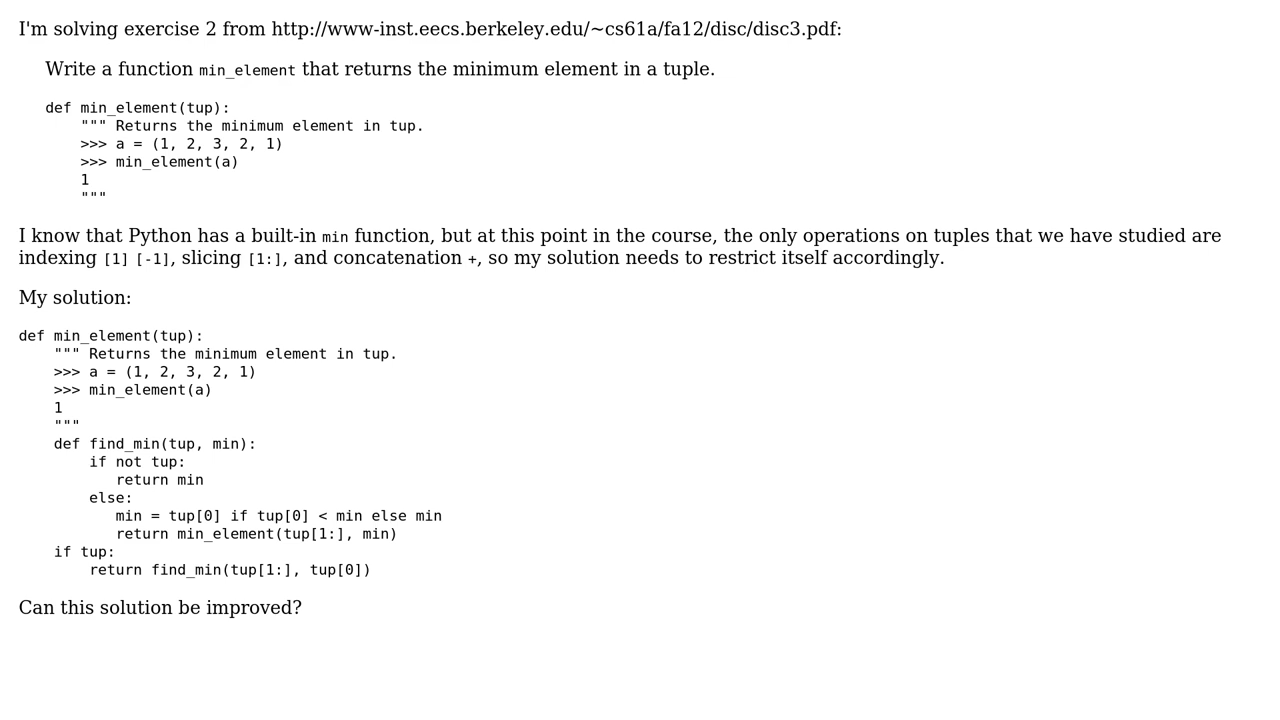 I'm solving exercise 2 from http://www-inst.eecs.berkeley.edu/~cs61a/fa12/disc/disc3.pdf:
Write a function min_element that returns the minimum element in a tuple.
def min_element(tup):
    """ Returns the minimum element in tup.
    >>> a = (1, 2, 3, 2, 1)
    >>> min_element(a)
    1
    """
I know that Python has a built-in min function, but at this point in the course, the only operations on tuples that we have studied are
indexing [1] [-1], slicing [1:], and concatenation +, so my solution needs to restrict itself accordingly.
My solution:
def min_element(tup):
    """ Returns the minimum element in tup.
    >>> a = (1, 2, 3, 2, 1)
    >>> min_element(a)
    1
    """
    def find_min(tup, min):
        if not tup:
           return min
        else:
           min = tup[0] if tup[0] < min else min
           return min_element(tup[1:], min)
    if tup:
        return find_min(tup[1:], tup[0])
Can this solution be improved?